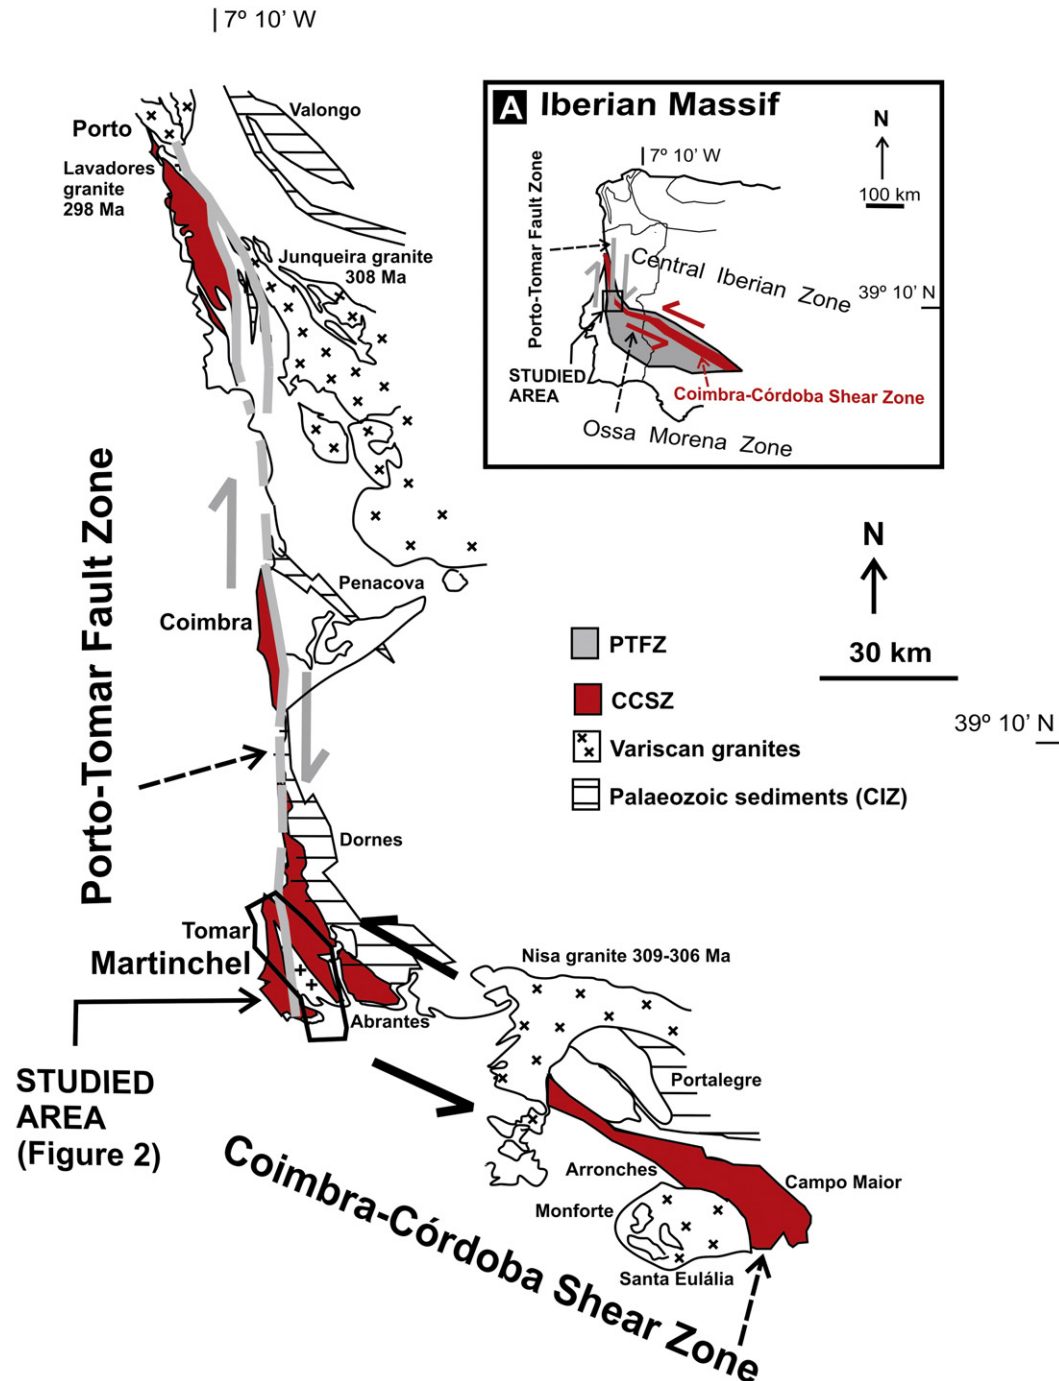 7º 10' W
Valongo
Porto
Lavadores
granite
298 Ma
Junqueira granite
308 Ma
A Iberian Massif
7º 10' W
N
100 km
Porto-Tomar Fault Zone
Central Iberian Zone
39º 10' N
STUDIED
AREA
Coimbra-Córdoba Shear Zone
Ossa Morena Zone
Porto-Tomar Fault Zone
Penacova
Coimbra
N
30 km
39º 10' N
PTFZ
CCSZ
Variscan granites
Palaeozoic sediments (CIZ)
Dornes
Tomar
Martinchel
Abrantes
Nisa granite 309-306 Ma
STUDIED
AREA
(Figure 2)
Portalegre
Arronches
Campo Maior
Monforte
Santa Eulália
Coimbra-Córdoba Shear Zone